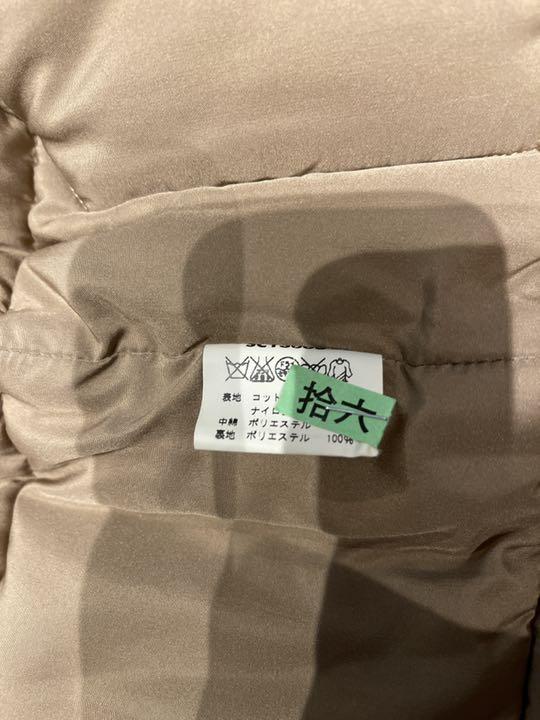 拾六
表地 コット
ナイロ
中綿 ポリエステル
裏地 ポリエステル 100%